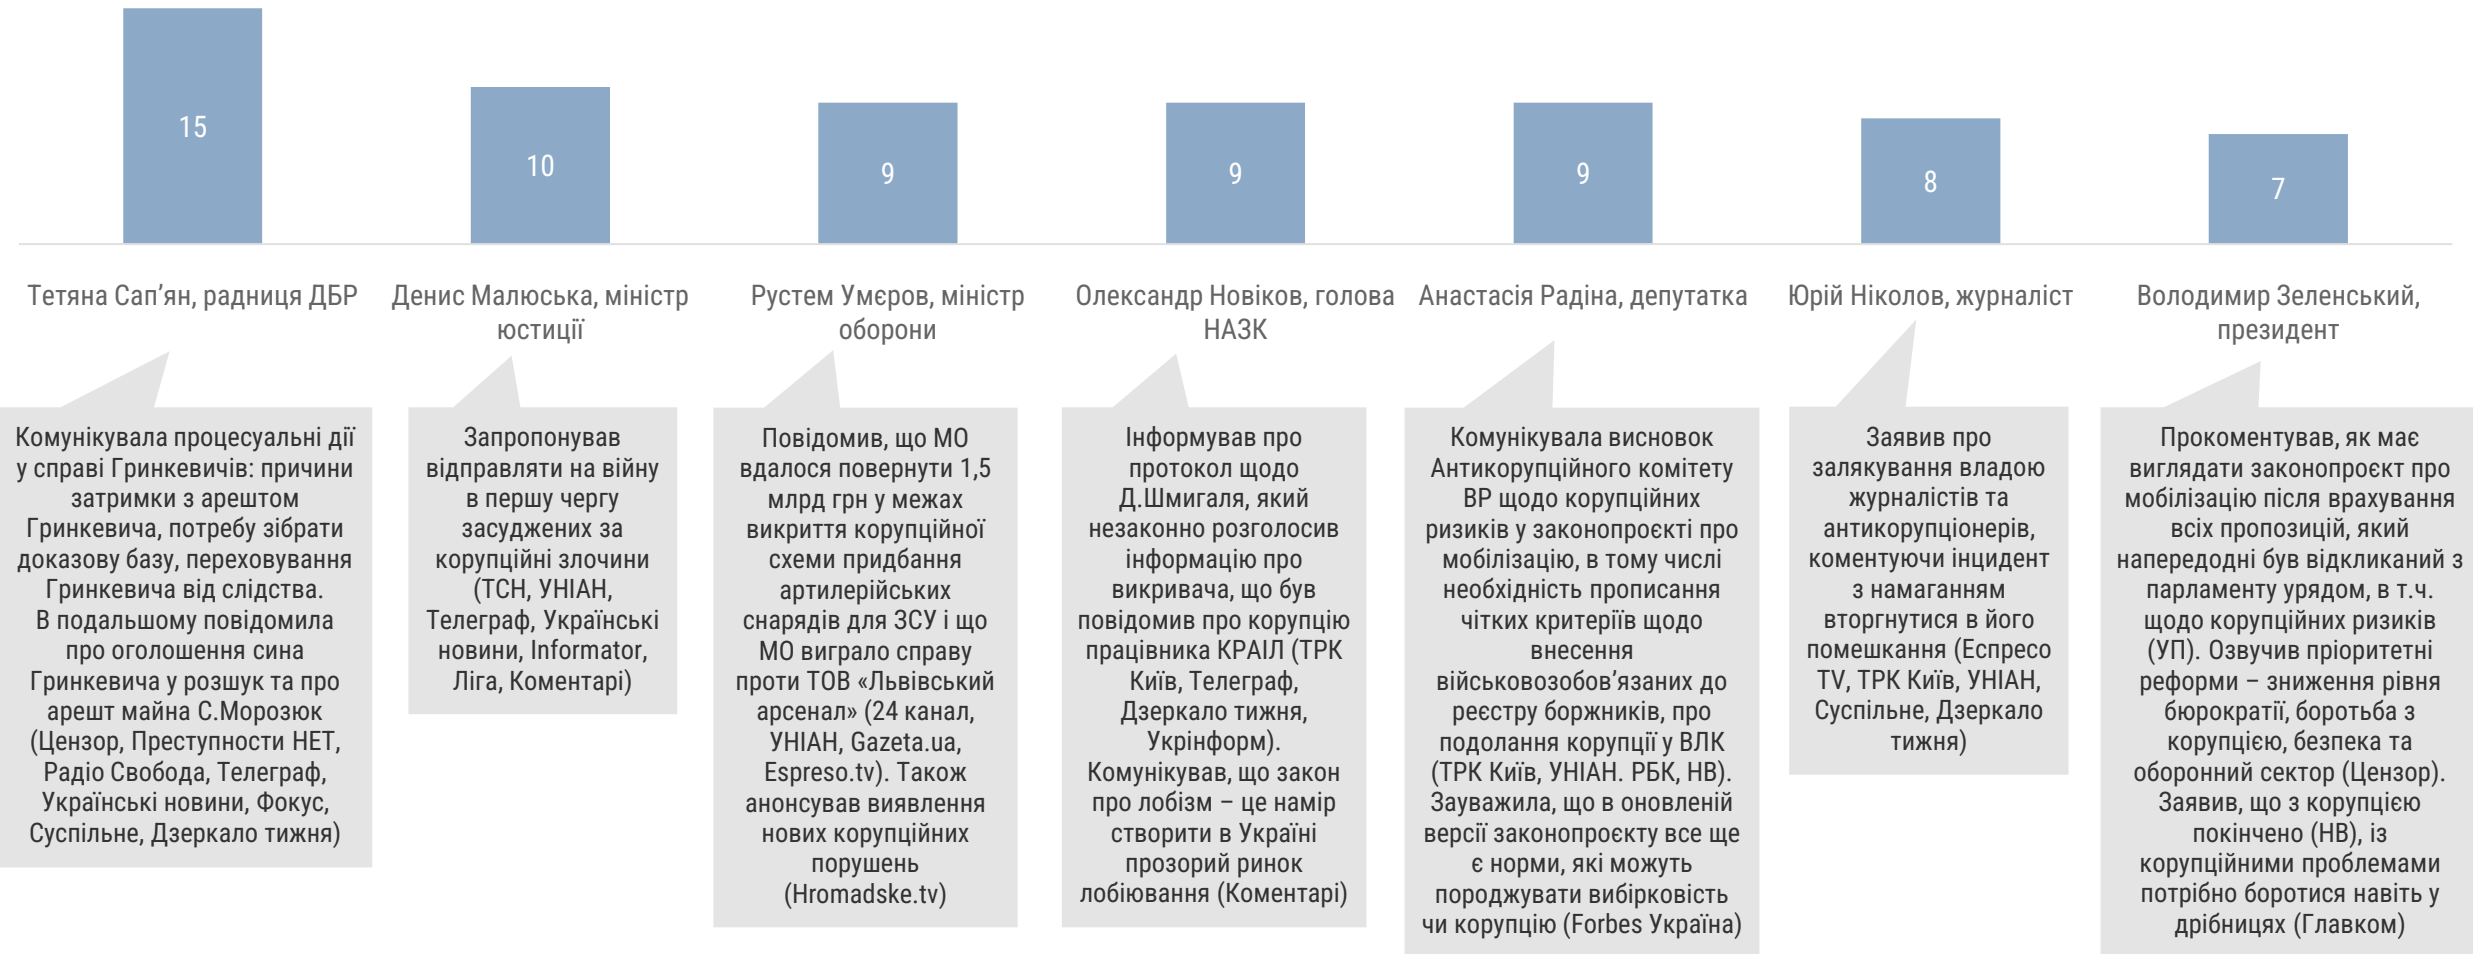 15
10
9
9
9
8
7
Тетяна Сап’ян, радниця ДБР
Денис Малюська, міністр
юстиції
Рустем Умєров, міністр
оборони
Олександр Новіков, голова
НАЗК
Анастасія Радіна, депутатка
Юрій Ніколов, журналіст
Володимир Зеленський,
президент
Комунікувала процесуальні дії
у справі Гринкевичів: причини
затримки з арештом
Гринкевича, потребу зібрати
доказову базу, переховування
Гринкевича від слідства.
В подальшому повідомила
про оголошення сина
Гринкевича у розшук та про
арешт майна С.Морозюк
(Цензор, Преступности НЕТ,
Радіо Свобода, Телеграф,
Українські новини, Фокус,
Суспільне, Дзеркало тижня)
Запропонував
відправляти на війну
в першу чергу
засуджених за
корупційні злочини
(ТСН, УНІАН,
Телеграф, Українські
новини, Informator,
Ліга, Коментарі)
Повідомив, що МО
вдалося повернути 1,5
млрд грн у межах
викриття корупційної
схеми придбання
артилерійських
снарядів для ЗСУ і що
МО виграло справу
проти ТОВ «Львівський
арсенал» (24 канал,
УНІАН, Gazeta.ua,
Espreso.tv). Також
анонсував виявлення
нових корупційних
порушень
(Hromadske.tv)
Інформував про
протокол щодо
Д.Шмигаля, який
незаконно розголосив
інформацію про
викривача, що був
повідомив про корупцію
працівника КРАІЛ (ТРК
Київ, Телеграф,
Дзеркало тижня,
Укрінформ).
Комунікував, що закон
про лобізм – це намір
створити в Україні
прозорий ринок
лобіювання (Коментарі)
Комунікувала висновок
Антикорупційного комітету
ВР щодо корупційних
ризиків у законопроєкті про
мобілізацію, в тому числі
необхідність прописання
чітких критеріїв щодо
внесення
військовозобов’язаних до
реєстру боржників, про
подолання корупції у ВЛК
(ТРК Київ, УНІАН. РБК, НВ).
Зауважила, що в оновленій
версії законопроєкту все ще
є норми, які можуть
породжувати вибірковість
чи корупцію (Forbes Україна)
Заявив про
залякування владою
журналістів та
антикорупціонерів,
коментуючи інцидент
з намаганням
вторгнутися в його
помешкання (Еспресо
TV, ТРК Київ, УНІАН,
Суспільне, Дзеркало
тижня)
Прокоментував, як має
виглядати законопроєкт про
мобілізацію після врахування
всіх пропозицій, який
напередодні був відкликаний з
парламенту урядом, в т.ч.
щодо корупційних ризиків
(УП). Озвучив пріоритетні
реформи – зниження рівня
бюрократії, боротьба з
корупцією, безпека та
оборонний сектор (Цензор).
Заявив, що з корупцією
покінчено (НВ), із
корупційними проблемами
потрібно боротися навіть у
дрібницях (Главком)